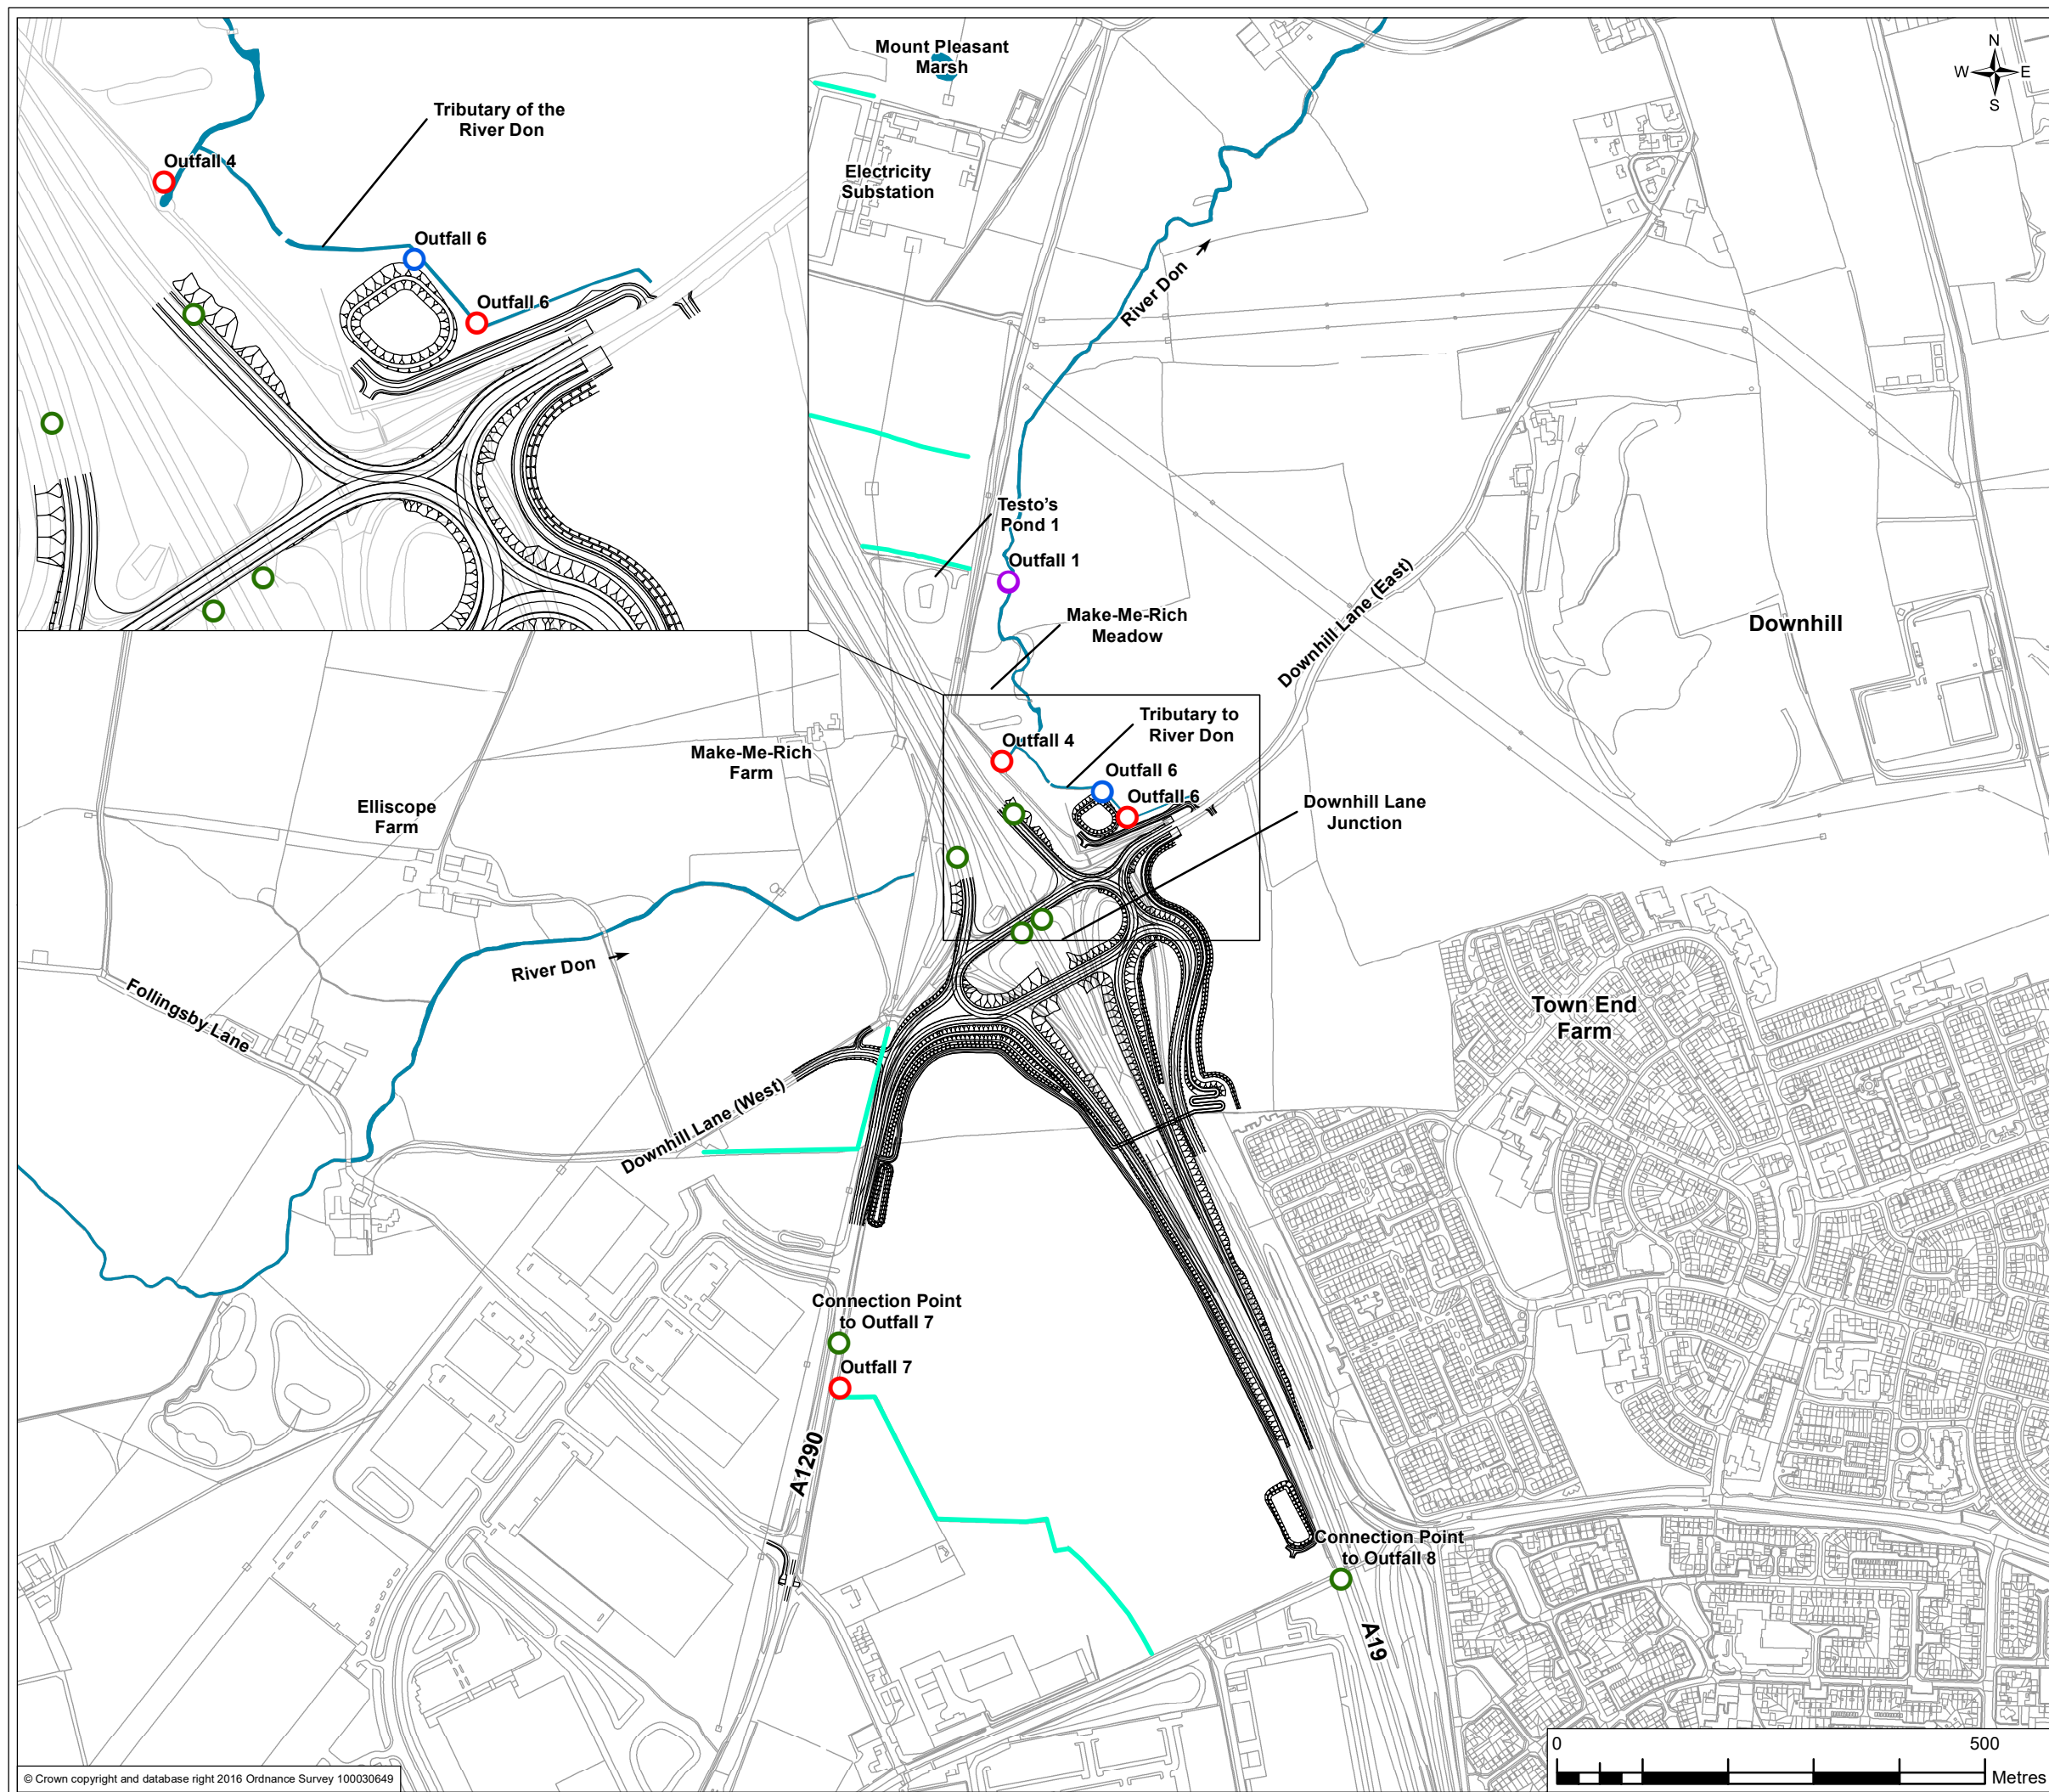 Mount Pleasant
Marsh
N
W
E
S
Tributary of the
River Don
Outfall 4
Electricity
Substation
Outfall 6
River Don
Outfall 6
Testo's
Pond 1
Outfall 1
Downhill Lane (East)
Make-Me-Rich
Meadow
Downhill
Tributary to
River Don
Outfall 4
Make-Me-Rich
Farm
Outfall 6
Outfall 6
Elliscope
Farm
Downhill Lane
Junction
River Don
Follingsby Lane
Town End
Farm
Downhill Lane (West)
Connection Point
to Outfall 7
Outfall 7
A1290
Connection Point
to Outfall 8
A19
0
500
Metres
© Crown copyright and database right 2016 Ordnance Survey 100030649